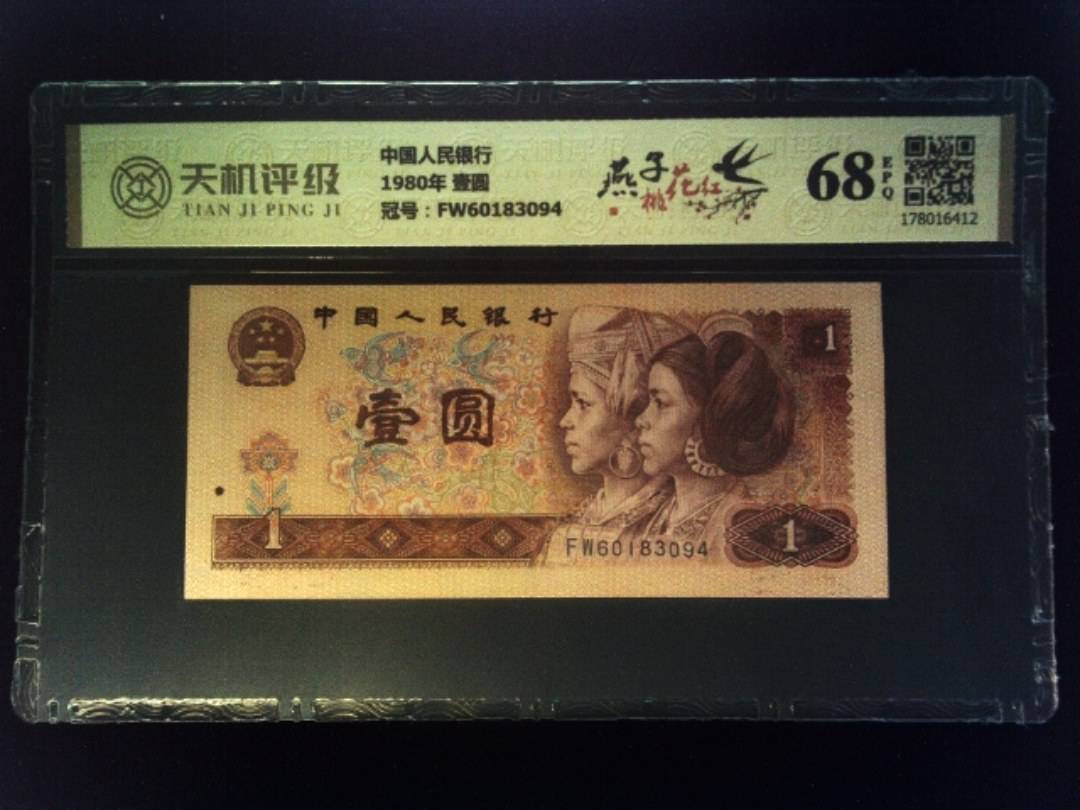 天机评级
TIAN JI PING JI
中国人民银行
1980年 壹圆
冠号：FW60183094
燕子
桃花红
68
EPQ
178016412
中国人民银行
1
壹圆
1
FW60183094
1